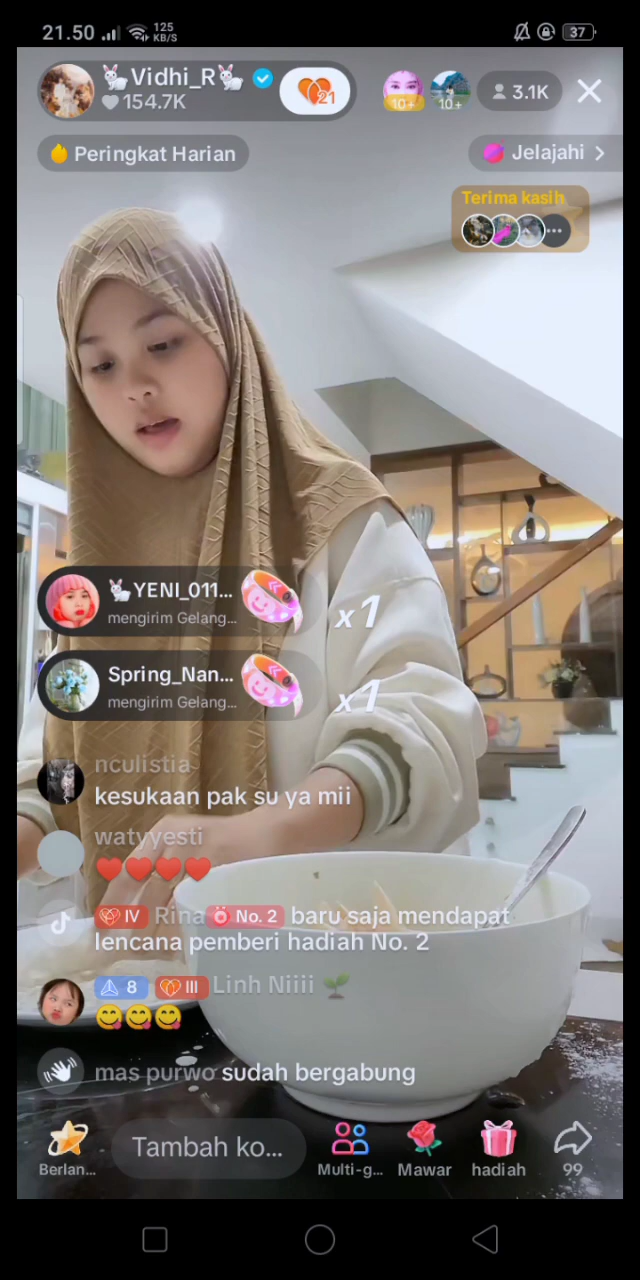 21.50
125
KB/S
37
🐇Vidhi_R🐇
154.7K
21
10+
10+
3.1K
Peringkat Harian
Jelajahi
Terima kasih
🐇YENI_011...
mengirim Gelang...
x1
Spring_Nan...
mengirim Gelang...
x1
nculistia
kesukaan pak su ya mii
watyyesti
♥️♥️♥️♥️
IV Rina No. 2 baru saja mendapat
lencana pemberi hadiah No. 2
8 III Linh Niiii 🌱
😋😋😋
mas purwo sudah bergabung
Berlan...
Tambah ko...
Multi-g...
Mawar
hadiah
99